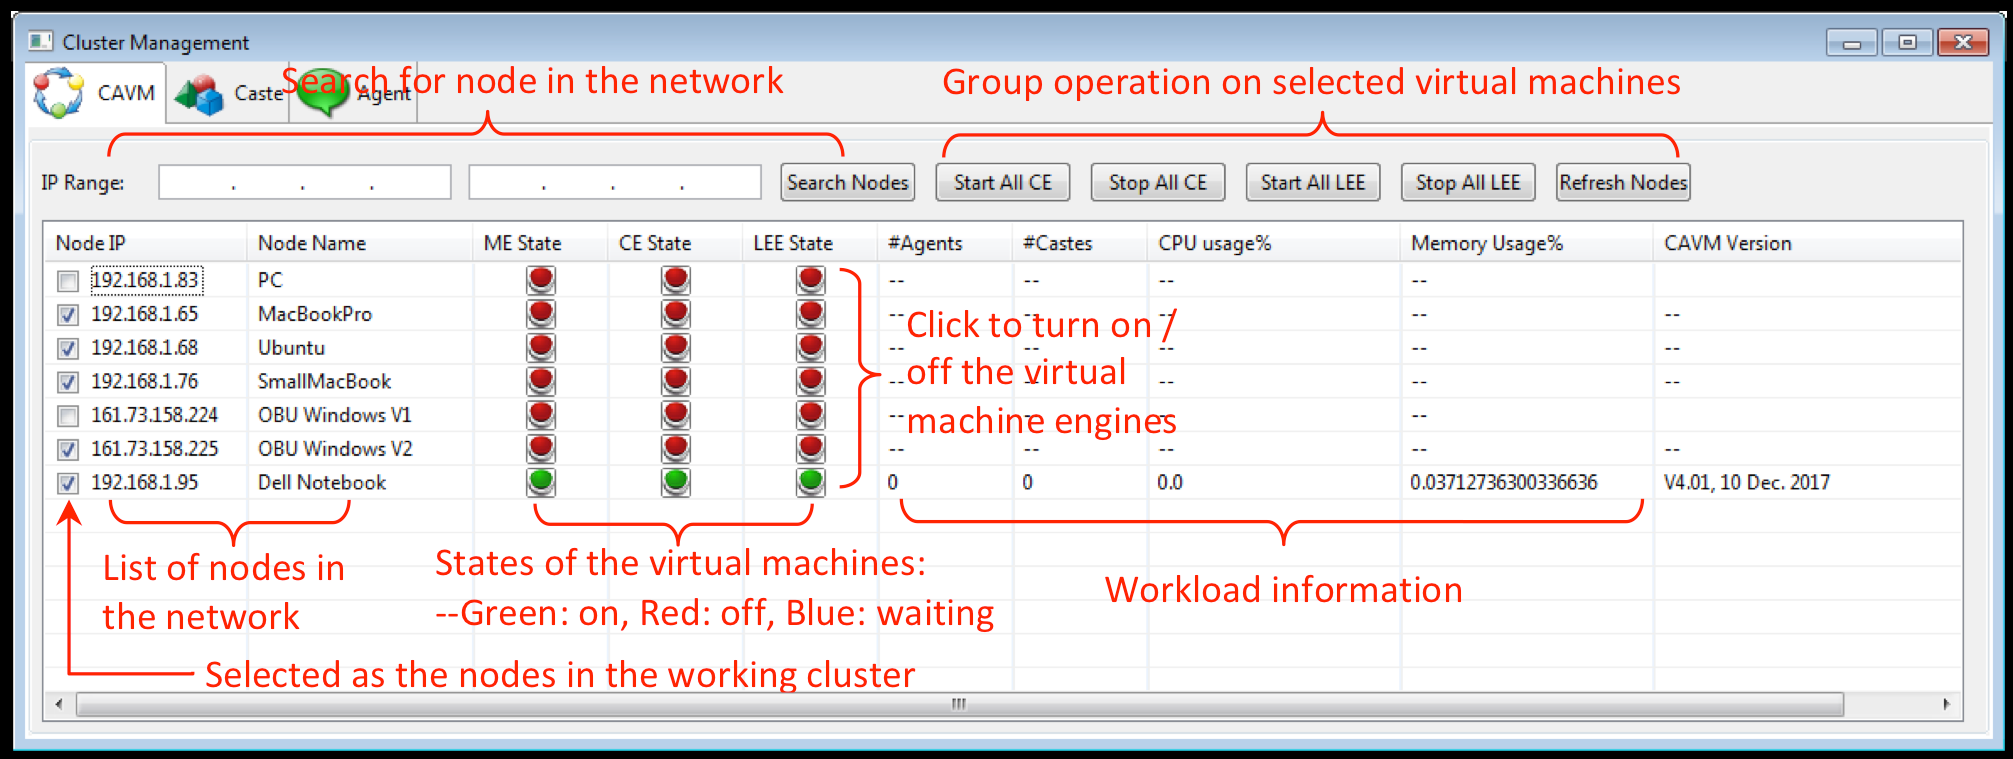 Cluster Management
CAVM Caste Agent
Search for node in the network
Group operation on selected virtual machines
IP Range: . . . . . . Search Nodes Start All CE Stop All CE Start All LEE Stop All LEE Refresh Nodes
Node IP Node Name ME State CE State LEE State #Agents #Castes CPU usage% Memory Usage% CAVM Version
192.168.1.83 PC -- -- -- --
192.168.1.65 MacBookPro -- -- -- -- --
192.168.1.68 Ubuntu -- -- -- -- --
192.168.1.76 SmallMacBook -- -- -- -- --
161.73.158.224 OBU Windows V1 -- -- -- --
161.73.158.225 OBU Windows V2 -- -- -- -- --
192.168.1.95 Dell Notebook 0 0 0.0 0.03712736300336636 V4.01, 10 Dec. 2017
Click to turn on /
off the virtual
machine engines
List of nodes in
the network
States of the virtual machines:
--Green: on, Red: off, Blue: waiting
Workload information
Selected as the nodes in the working cluster